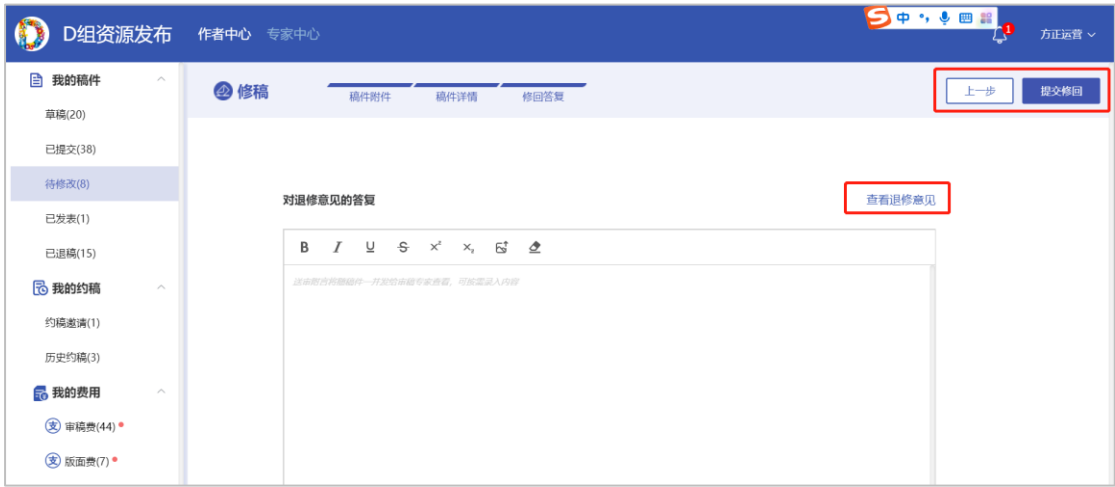 D组资源发布 作者中心 专家中心 中 1 方正运营
我的稿件
草稿(20)
已提交(38)
待修改(8)
已发表(1)
已退稿(15)
我的约稿
约稿邀请(1)
历史约稿(3)
我的费用
支 审稿费(44)
支 版面费(7)
修稿 稿件附件 稿件详情 修回答复 上一步 提交修回
对退修意见的答复 查看退修意见
B I U S x² x₂